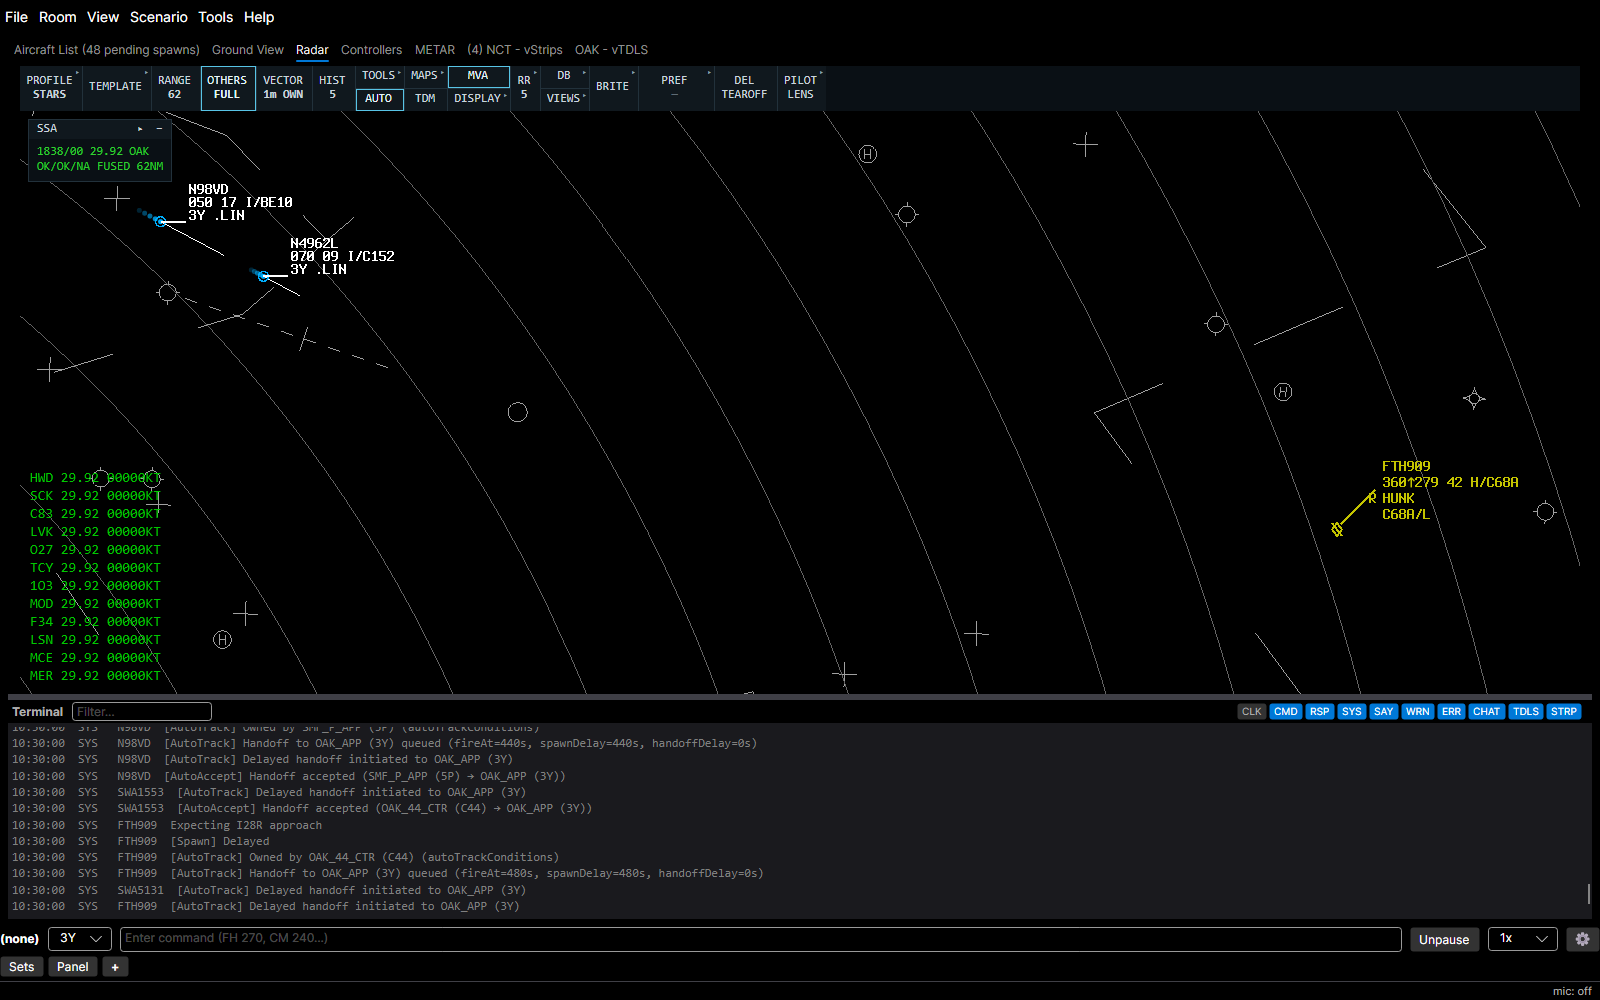 File Room View Scenario Tools Help
Aircraft List (48 pending spawns) Ground View Radar Controllers METAR (4) NCT - vStrips OAK - vTDLS
PROFILE STARS
TEMPLATE
RANGE 62
OTHERS FULL
VECTOR 1m OWN
HIST 5
TOOLS
AUTO
MAPS
TDM
MVA
DISPLAY
RR 5
DB
VIEWS
BRITE
PREF —
DEL TEAROFF
PILOT LENS
SSA
1838/00 29.92 OAK
OK/OK/NA FUSED 62NM
N98VD
050 17 I/BE10
3Y .LIN
N4962L
070 09 I/C152
3Y .LIN
H
H
H
FTH909
360↑279 42 H/C68A
R HUNK
C68A/L
HWD 29.92 00000KT
SCK 29.92 00000KT
C83 29.92 00000KT
LVK 29.92 00000KT
O27 29.92 00000KT
TCY 29.92 00000KT
1O3 29.92 00000KT
MOD 29.92 00000KT
F34 29.92 00000KT
LSN 29.92 00000KT
MCE 29.92 00000KT
MER 29.92 00000KT
Terminal Filter... CLK CMD RSP SYS SAY WRN ERR CHAT TDLS STRP
10:30:00 SYS N98VD [AutoTrack] Owned by SMF_P_APP (5P) (autoTrackConditions)
10:30:00 SYS N98VD [AutoTrack] Handoff to OAK_APP (3Y) queued (fireAt=440s, spawnDelay=440s, handoffDelay=0s)
10:30:00 SYS N98VD [AutoTrack] Delayed handoff initiated to OAK_APP (3Y)
10:30:00 SYS N98VD [AutoAccept] Handoff accepted (SMF_P_APP (5P) → OAK_APP (3Y))
10:30:00 SYS SWA1553 [AutoTrack] Delayed handoff initiated to OAK_APP (3Y)
10:30:00 SYS SWA1553 [AutoAccept] Handoff accepted (OAK_44_CTR (C44) → OAK_APP (3Y))
10:30:00 SYS FTH909 Expecting I28R approach
10:30:00 SYS FTH909 [Spawn] Delayed
10:30:00 SYS FTH909 [AutoTrack] Owned by OAK_44_CTR (C44) (autoTrackConditions)
10:30:00 SYS FTH909 [AutoTrack] Handoff to OAK_APP (3Y) queued (fireAt=480s, spawnDelay=480s, handoffDelay=0s)
10:30:00 SYS SWA5131 [AutoTrack] Delayed handoff initiated to OAK_APP (3Y)
10:30:00 SYS FTH909 [AutoTrack] Delayed handoff initiated to OAK_APP (3Y)
(none) 3Y Enter command (FH 270, CM 240...) Unpause 1x
Sets Panel +
mic: off